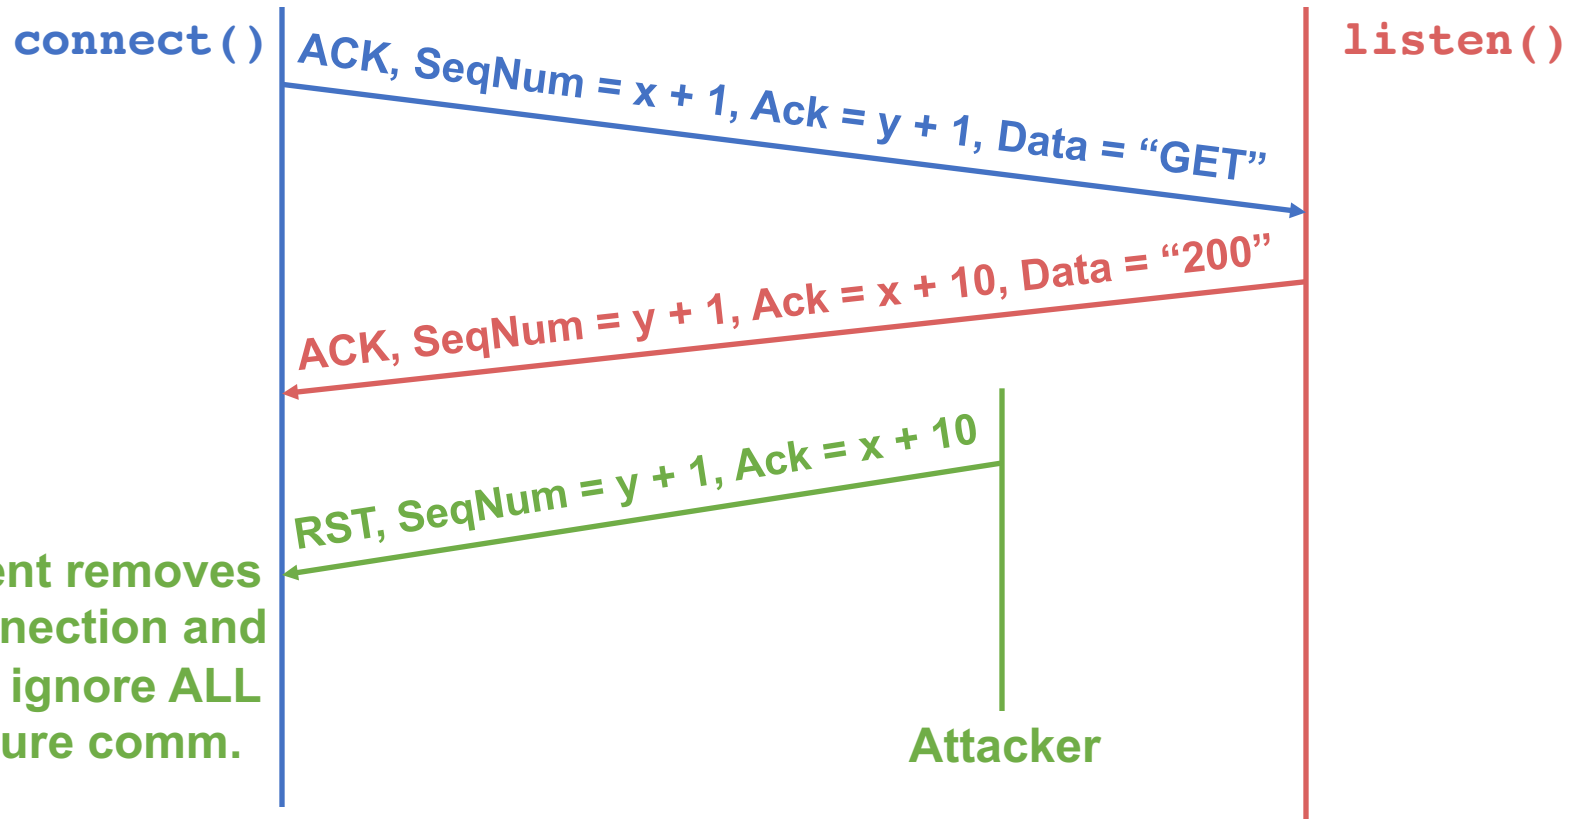 connect()
listen()
ACK, SeqNum = x + 1, Ack = y + 1, Data = “GET”
ACK, SeqNum = y + 1, Ack = x + 10, Data = “200”
RST, SeqNum = y + 1, Ack = x + 10
ent removes
nection and
ignore ALL
ure comm.
Attacker